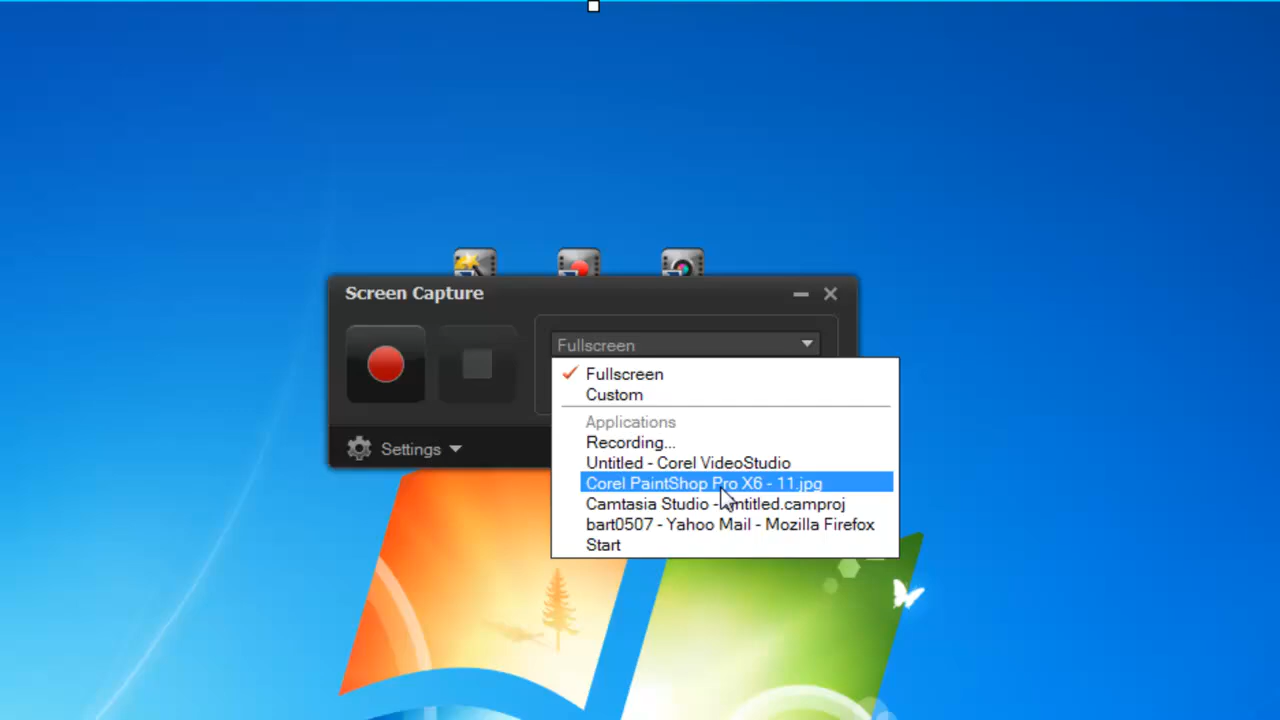 Screen Capture
Fullscreen
Fullscreen
Custom
Applications
Recording...
Settings
Untitled - Corel VideoStudio
Corel PaintShop Pro X6 - 11.jpg
Camtasia Studio - untitled.camproj
bart0507 - Yahoo Mail - Mozilla Firefox
Start